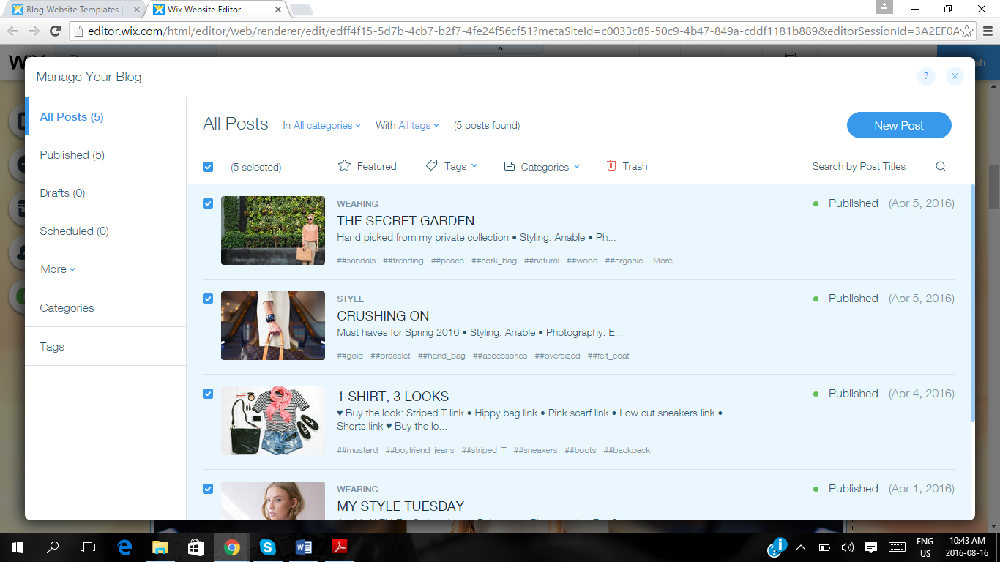 Blog Website Templates |
Wix Website Editor
editor.wix.com/html/editor/web/renderer/edit/edff4f15-5d7b-4cb7-b2f7-4fe24f56cf51?metaSiteId=c0033c85-50c9-4b47-849a-cddf1181b889&editorSessionId=3A2EF0A
Manage Your Blog
?
All Posts (5)
Published (5)
Drafts (0)
Scheduled (0)
More
Categories
Tags
All Posts In All categories With All tags (5 posts found) New Post
(5 selected) Featured Tags Categories Trash Search by Post Titles
WEARING Published (Apr 5, 2016)
THE SECRET GARDEN
Hand picked from my private collection • Styling: Anable • Ph...
##sandals ##trending ##peach ##cork_bag ##natural ##wood ##organic More...
STYLE Published (Apr 5, 2016)
CRUSHING ON
Must haves for Spring 2016 • Styling: Anable • Photography: E...
##gold ##bracelet ##hand_bag ##accessories ##oversized ##felt_coat
1 SHIRT, 3 LOOKS Published (Apr 4, 2016)
♥ Buy the look: Striped T link • Hippy bag link • Pink scarf link • Low cut sneakers link •
Shorts link ♥ Buy the lo...
##mustard ##boyfriend_jeans ##striped_T ##sneakers ##boots ##backpack
WEARING Published (Apr 1, 2016)
MY STYLE TUESDAY
ENG 10:43 AM
US 2016-08-16